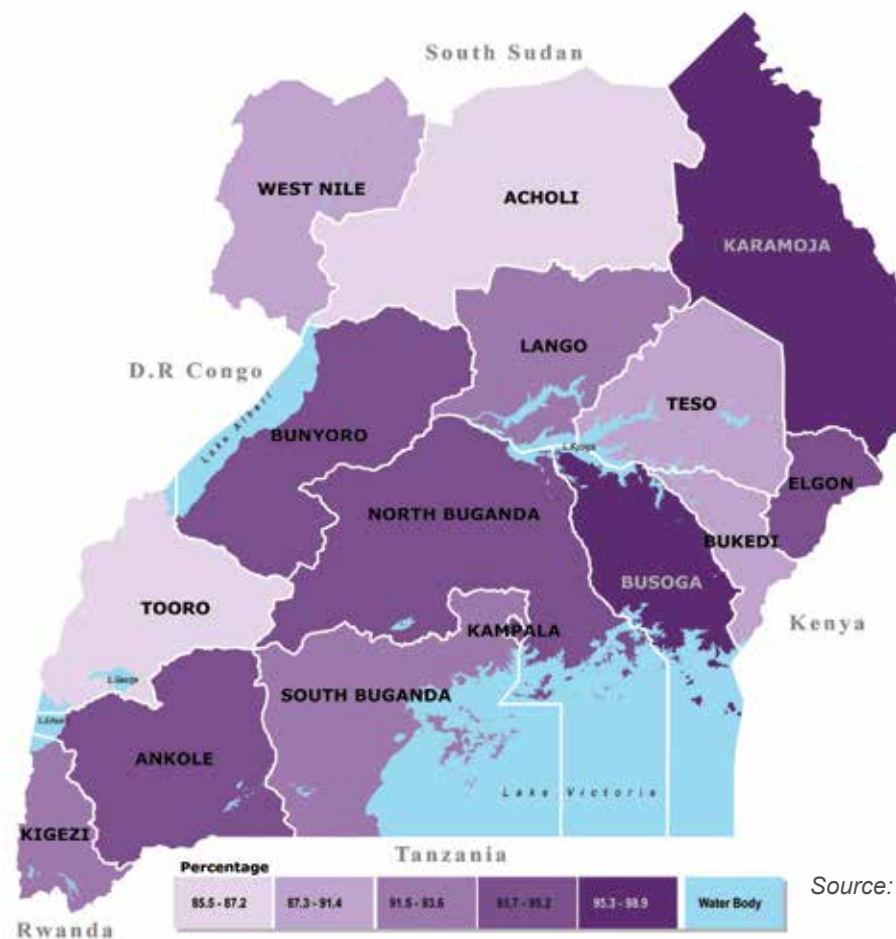 South Sudan
WEST NILE
ACHOLI
KARAMOJA
LANGO
D.R Congo
TESO
Lake Albert
BUNYORO
L.Kyoga
ELGON
NORTH BUGANDA
BUKEDI
BUSOGA
TOORO
KAMPALA
Kenya
L.George
SOUTH BUGANDA
ANKOLE
Lake Victoria
KIGEZI
Tanzania
Percentage
85.5 - 87.2
87.3 - 91.4
91.5 - 93.6
93.7 - 95.2
95.3 - 98.9
Water Body
Source:
Rwanda